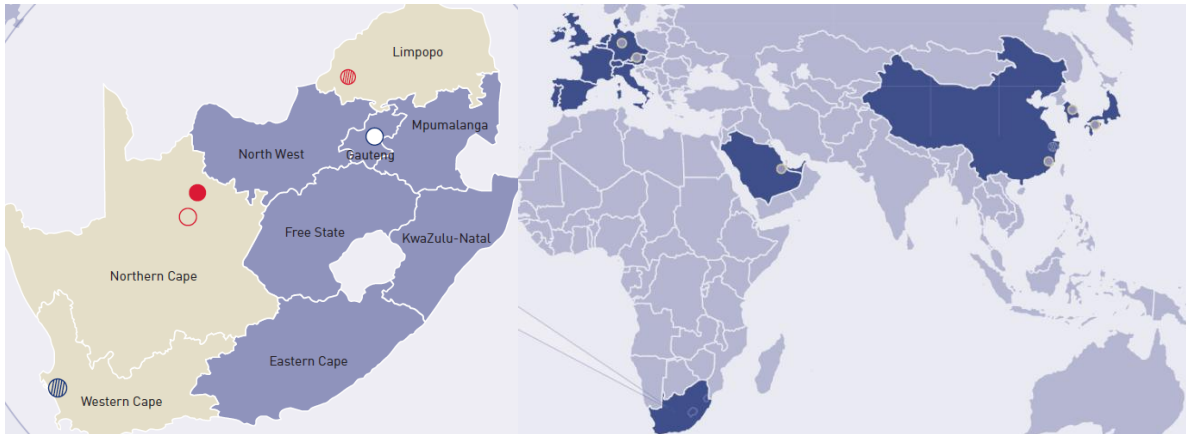 Limpopo
Mpumalanga
North West
Gauteng
Free State
KwaZulu-Natal
Northern Cape
Eastern Cape
Western Cape